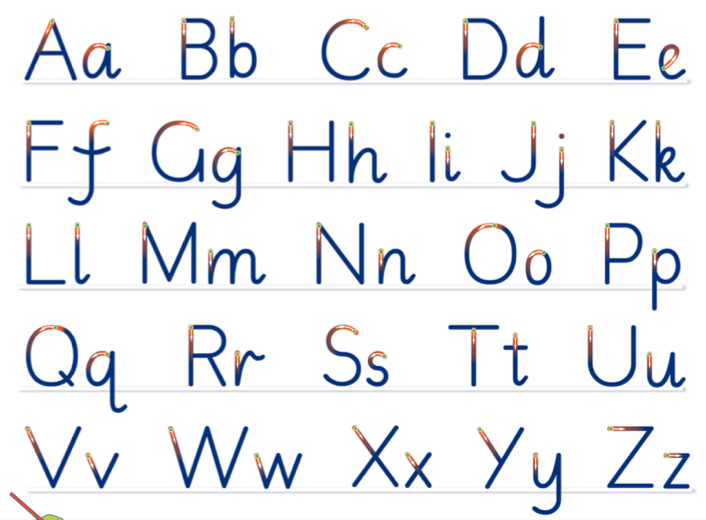 Aa Bb Cc Dd Ee
Ff Gg Hh Ii Jj Kk
Ll Mm Nn Oo Pp
Qq Rr Ss Tt Uu
Vv Ww Xx Yy Zz